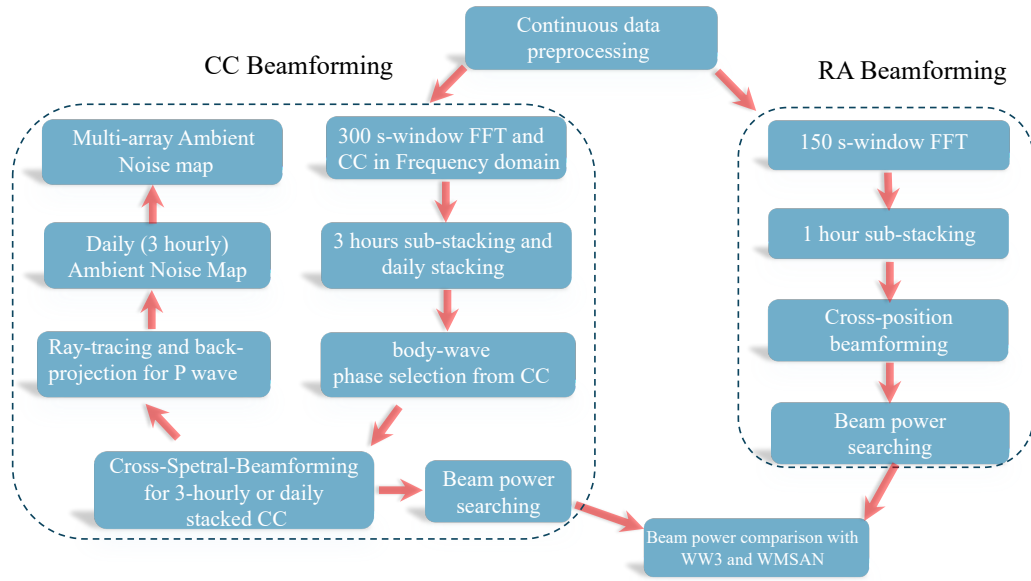 Continuous data
preprocessing
CC Beamforming
RA Beamforming
Multi-array Ambient
Noise map
300 s-window FFT and
CC in Frequency domain
150 s-window FFT
Daily (3 hourly)
Ambient Noise Map
3 hours sub-stacking and
daily stacking
1 hour sub-stacking
Ray-tracing and back-
projection for P wave
body-wave
phase selection from CC
Cross-position
beamforming
Cross-Spetral-Beamforming
for 3-hourly or daily
stacked CC
Beam power
searching
Beam power
searching
Beam power comparison with
WW3 and WMSAN